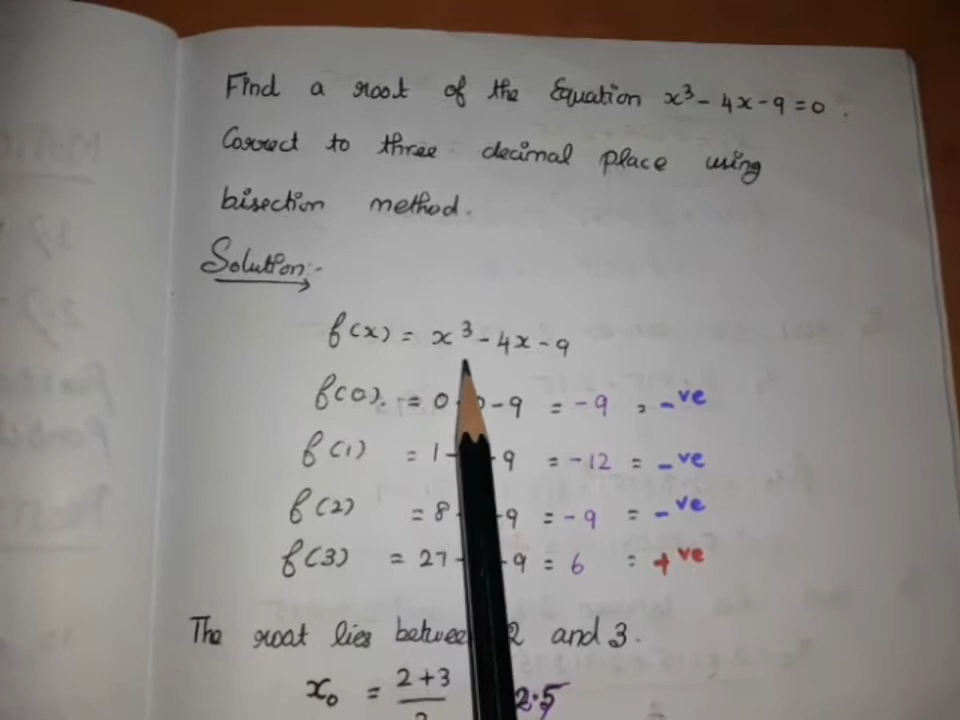 Find a root of the Equation x³ - 4x - 9 = 0.
Correct to three decimal place using
bisection method.
Solution:-
f(x) = x³ - 4x - 9
f(0) = 0 - 9 = -9 = -ve
f(1) = 1 - 9 = -12 = -ve
f(2) = 8 - 9 = -9 = -ve
f(3) = 27 - 9 = 6 = +ve
The root lies 2 and 3.
x₀ = 2+3 2.5